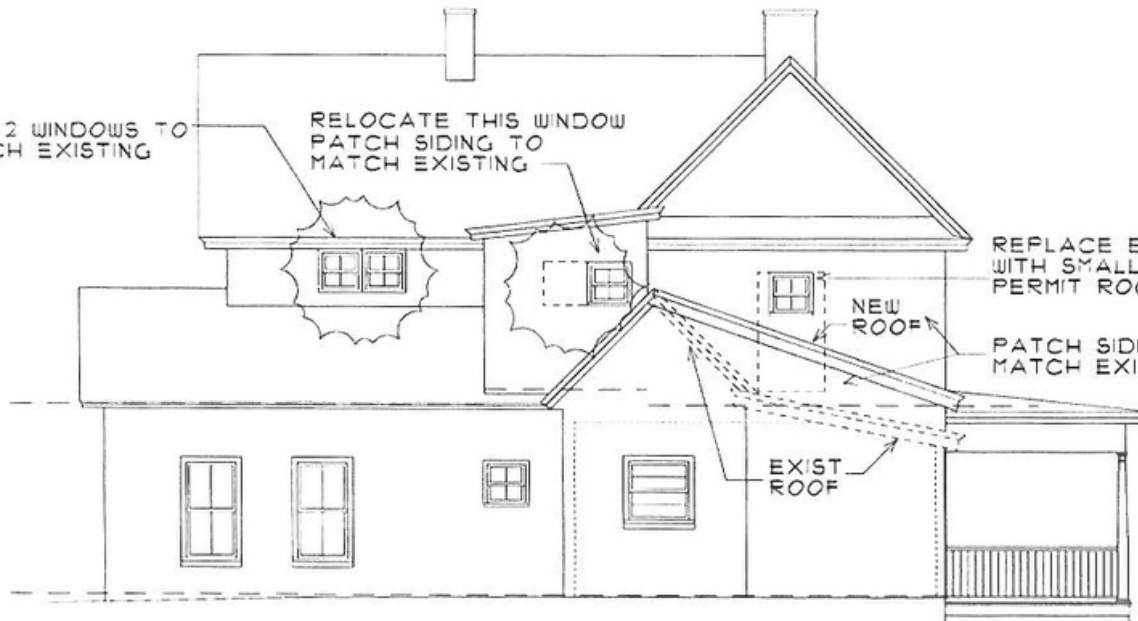 2 WINDOWS TO
CH EXISTING
RELOCATE THIS WINDOW
PATCH SIDING TO
MATCH EXISTING
REPLACE E
WITH SMALL
PERMIT ROO
NEW
ROOF
PATCH SIDI
MATCH EXI
EXIST
ROOF